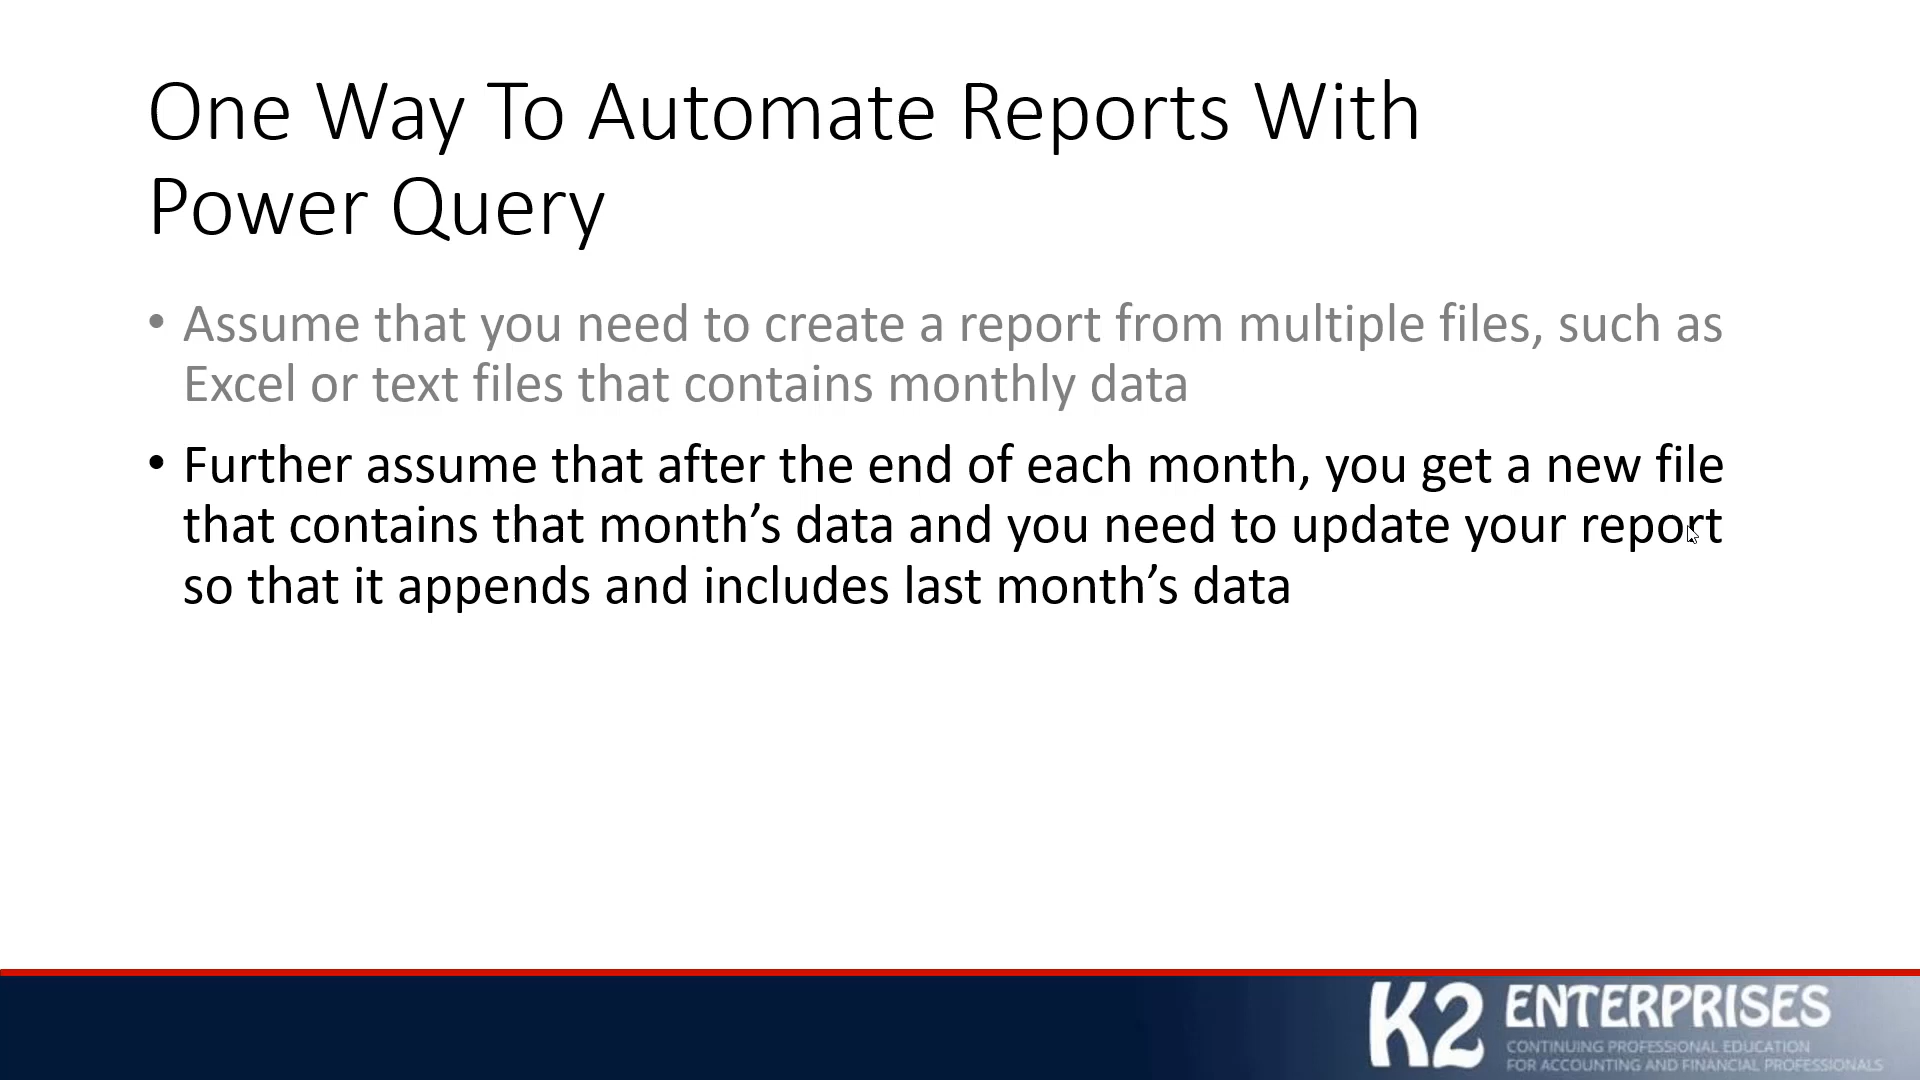 One Way To Automate Reports With
Power Query
• Assume that you need to create a report from multiple files, such as
Excel or text files that contains monthly data
• Further assume that after the end of each month, you get a new file
that contains that month’s data and you need to update your report
so that it appends and includes last month’s data
K2 ENTERPRISES
CONTINUING PROFESSIONAL EDUCATION
FOR ACCOUNTING AND FINANCIAL PROFESSIONALS